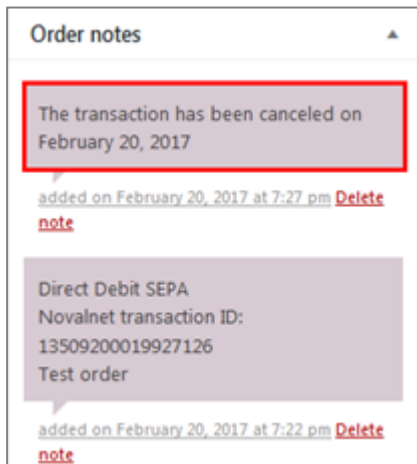 Order notes
The transaction has been canceled on
February 20, 2017
added on February 20, 2017 at 7:27 pm Delete
note
Direct Debit SEPA
Novalnet transaction ID:
13509200019927126
Test order
added on February 20, 2017 at 7:22 pm Delete
note